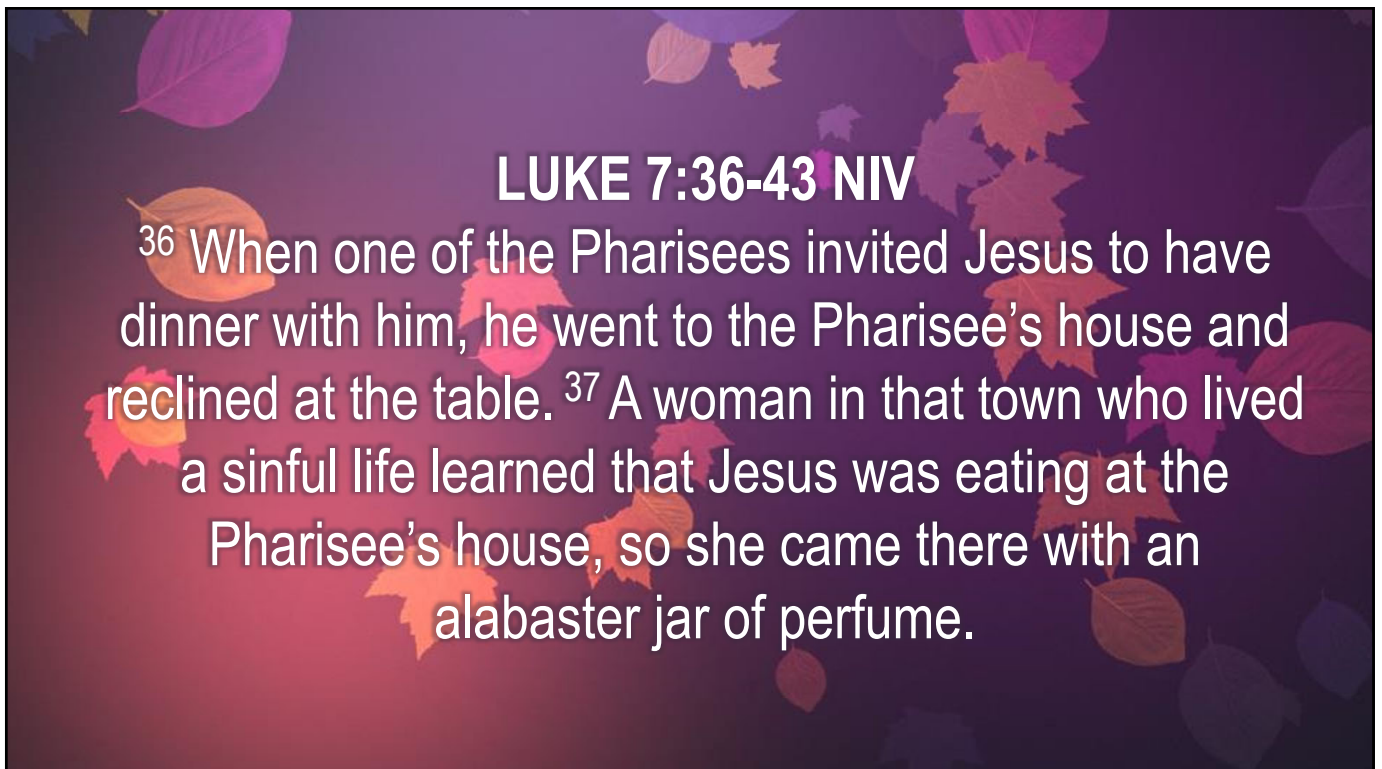 LUKE 7:36-43 NIV
³⁶ When one of the Pharisees invited Jesus to have
dinner with him, he went to the Pharisee’s house and
reclined at the table. ³⁷ A woman in that town who lived
a sinful life learned that Jesus was eating at the
Pharisee’s house, so she came there with an
alabaster jar of perfume.